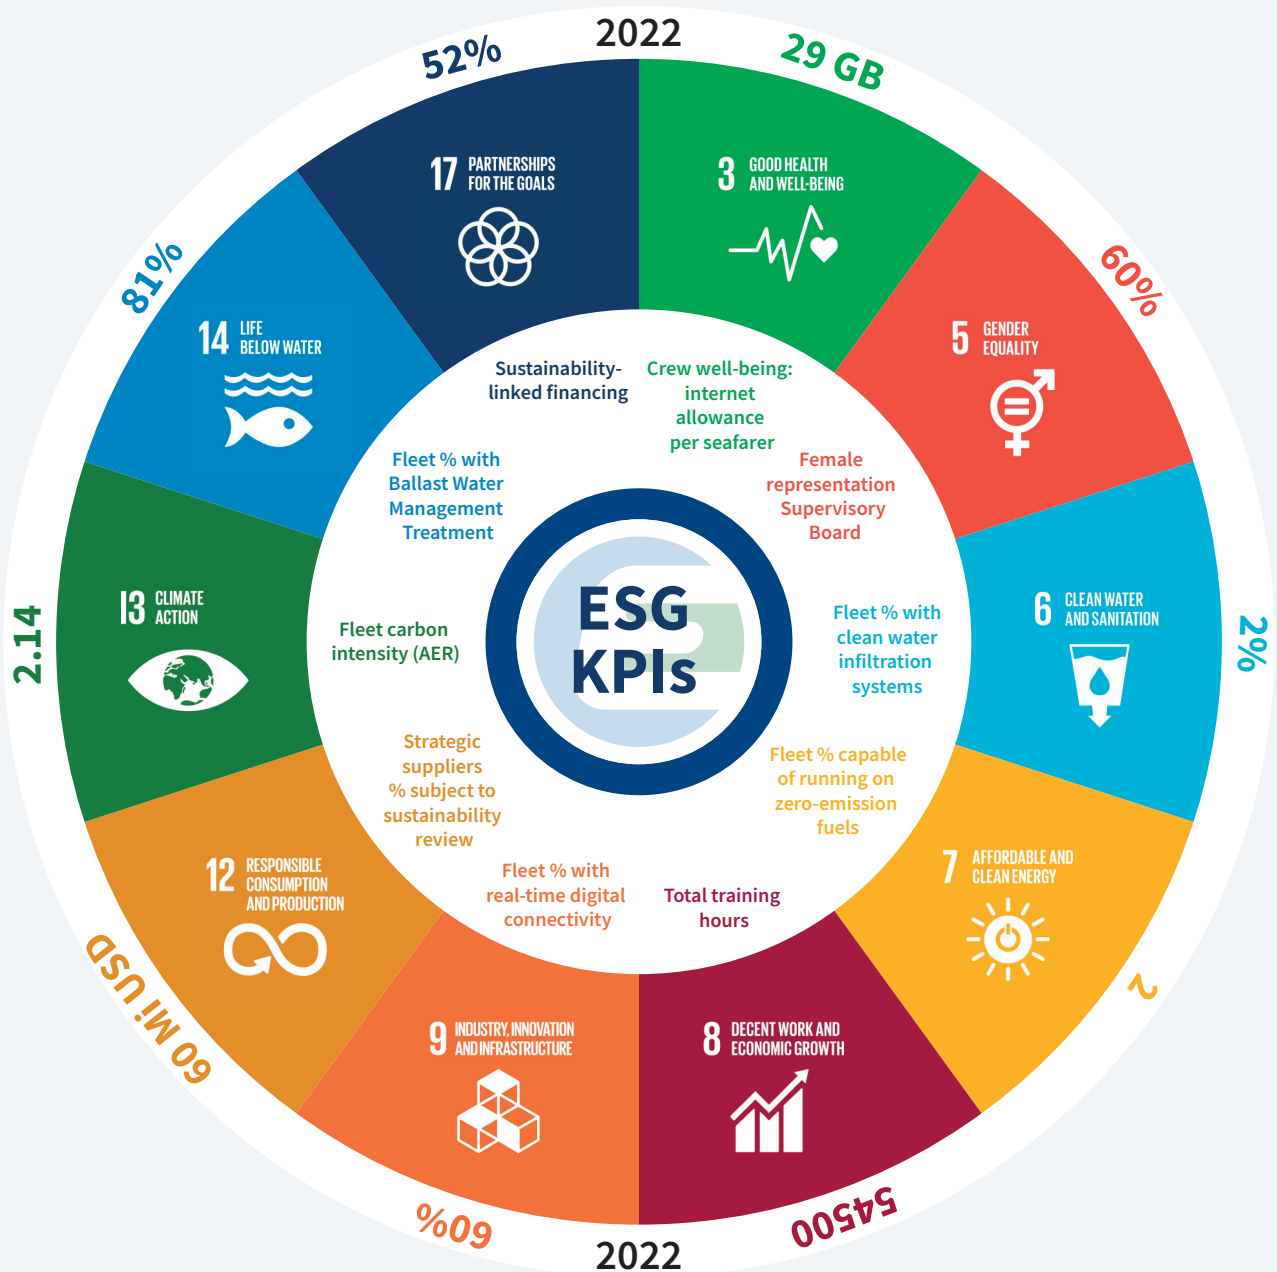 2022
29 GB
3 GOOD HEALTH
AND WELL-BEING
Crew well-being:
internet
allowance
per seafarer
60%
5 GENDER
EQUALITY
Female
representation
Supervisory
Board
2%
6 CLEAN WATER
AND SANITATION
Fleet % with
clean water
infiltration
systems
2
7 AFFORDABLE AND
CLEAN ENERGY
Fleet % capable
of running on
zero-emission
fuels
54500
8 DECENT WORK AND
ECONOMIC GROWTH
Total training
hours
60%
9 INDUSTRY, INNOVATION
AND INFRASTRUCTURE
Fleet % with
real-time digital
connectivity
60 Mi USD
12 RESPONSIBLE
CONSUMPTION
AND PRODUCTION
Strategic
suppliers
% subject to
sustainability
review
2.14
13 CLIMATE
ACTION
Fleet carbon
intensity (AER)
81%
14 LIFE
BELOW WATER
Fleet % with
Ballast Water
Management
Treatment
52%
17 PARTNERSHIPS
FOR THE GOALS
Sustainability-
linked financing
ESG
KPIs
2022